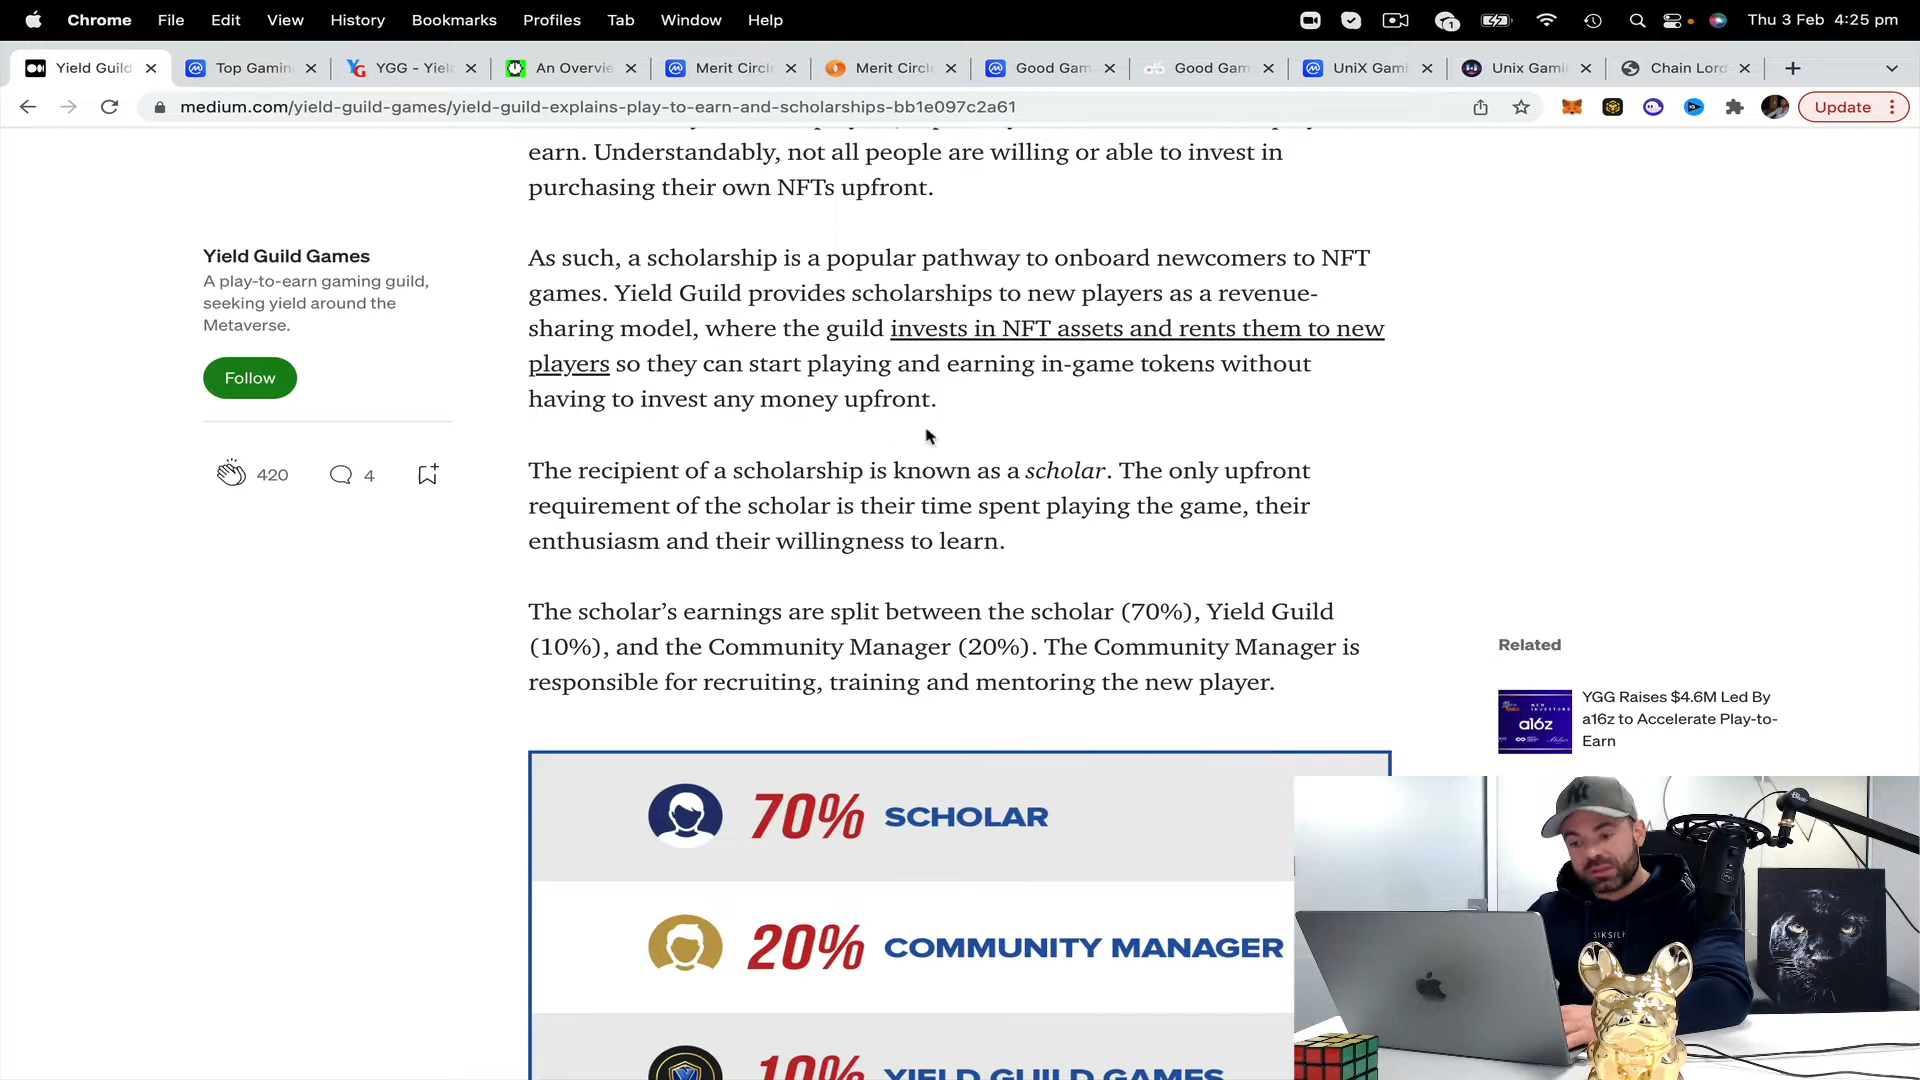 Chrome File Edit View History Bookmarks Profiles Tab Window Help 1 Thu 3 Feb 4:25 pm
Yield Guild Top Gamin YGG - Yiel An Overvie Merit Circl Merit Circl Good Gam Good Gam UniX Gami Unix Gami Chain Lord
medium.com/yield-guild-games/yield-guild-explains-play-to-earn-and-scholarships-bb1e097c2a61 Update
earn. Understandably, not all people are willing or able to invest in
purchasing their own NFTs upfront.
Yield Guild Games
A play-to-earn gaming guild,
seeking yield around the
Metaverse.
Follow
420 4
As such, a scholarship is a popular pathway to onboard newcomers to NFT
games. Yield Guild provides scholarships to new players as a revenue-
sharing model, where the guild invests in NFT assets and rents them to new
players so they can start playing and earning in-game tokens without
having to invest any money upfront.
The recipient of a scholarship is known as a scholar. The only upfront
requirement of the scholar is their time spent playing the game, their
enthusiasm and their willingness to learn.
The scholar’s earnings are split between the scholar (70%), Yield Guild
(10%), and the Community Manager (20%). The Community Manager is
responsible for recruiting, training and mentoring the new player.
Related
a16z
YGG Raises $4.6M Led By
a16z to Accelerate Play-to-
Earn
70% SCHOLAR
20% COMMUNITY MANAGER
10% YIELD GUILD GAMES
Blue